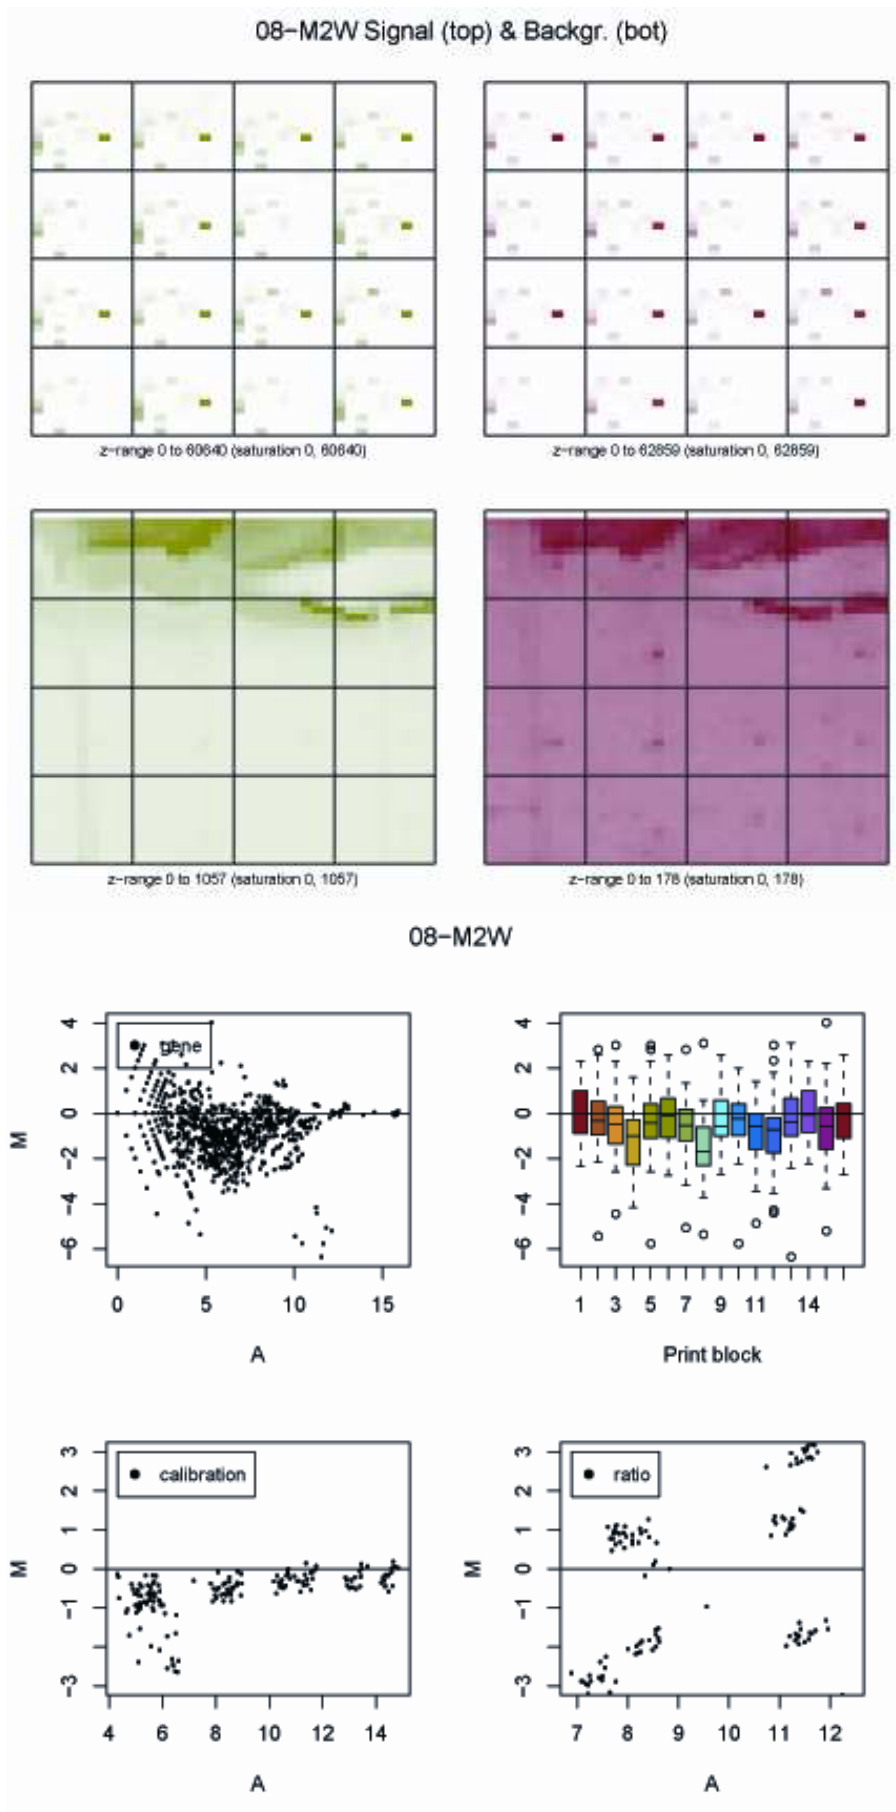 08−M2W Signal (top) & Backgr. (bot)
z−range 0 to 60640 (saturation 0, 60640)
z−range 0 to 62859 (saturation 0, 62859)
z−range 0 to 1057 (saturation 0, 1057)
z−range 0 to 178 (saturation 0, 178)
08−M2W
gene
M
4
2
0
−2
−4
−6
0 5 10 15
A
4
2
0
−2
−4
−6
1 3 5 7 9 11 14
Print block
calibration
M
3
2
1
0
−1
−3
4 6 8 10 12 14
A
ratio
M
3
2
1
0
−1
−3
7 8 9 10 11 12
A